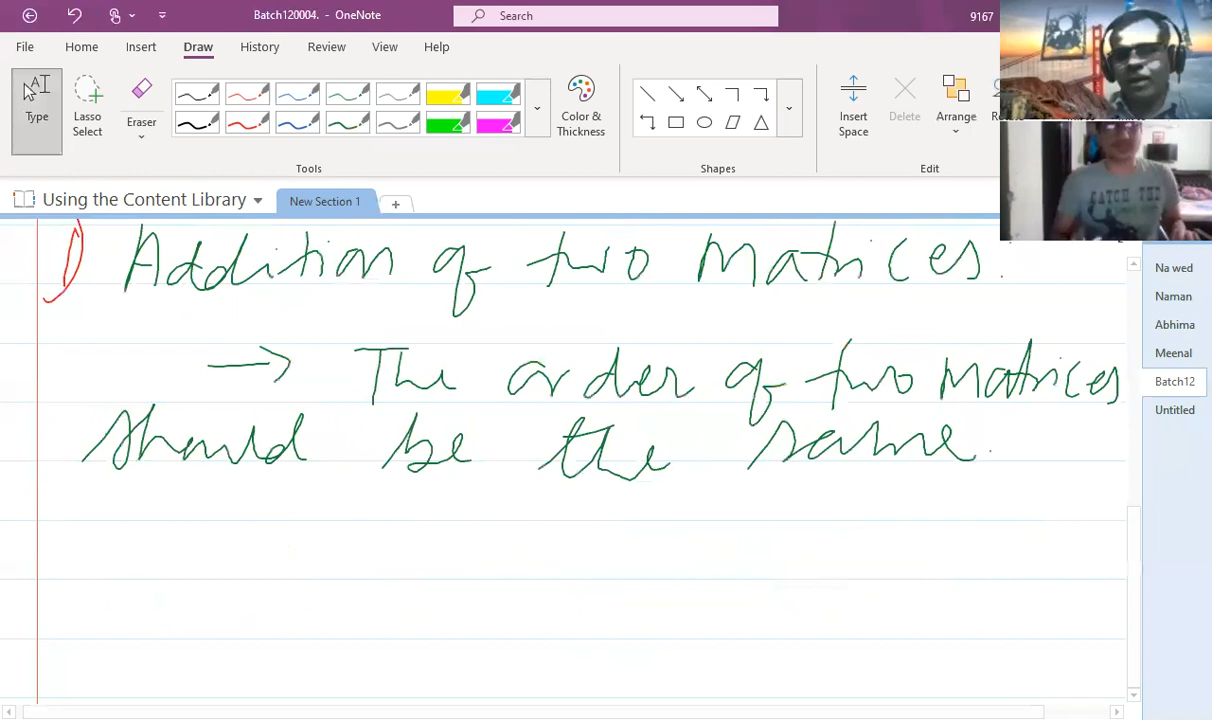 Batch120004. - OneNote
Search
9167
File Home Insert Draw History Review View Help
Type
Lasso Select
Eraser
Color & Thickness
Insert Space
Delete
Arrange
Tools
Shapes
Edit
Using the Content Library
New Section 1
CATCH THE
Addition of two Matrices.
→ The order of two Matrices
should be the same.
Na wed
Naman
Abhima
Meenal
Batch12
Untitled